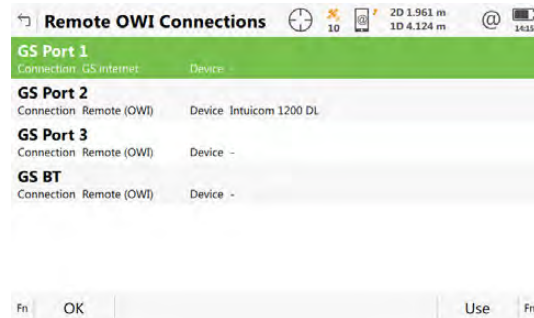 Remote OWI Connections
10
@
2D 1.961 m
1D 4.124 m
@
14:15
GS Port 1
Connection GS internet Device -
GS Port 2
Connection Remote (OWI) Device Intuicom 1200 DL
GS Port 3
Connection Remote (OWI) Device -
GS BT
Connection Remote (OWI) Device -
Fn OK Use Fn